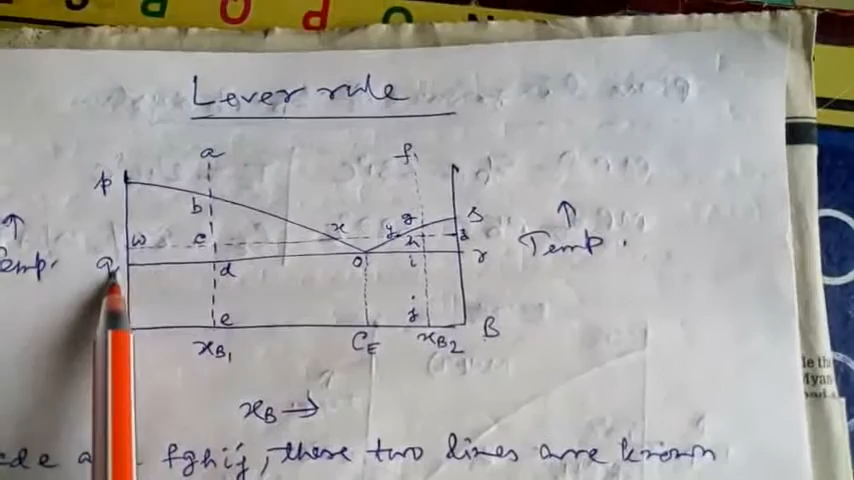 Lever rule
a f
p
b g s
w c x y h z
Temp. q d o i r Temp.
e j
xB1 CE xB2 B
xB →
fghij, these two lines are known